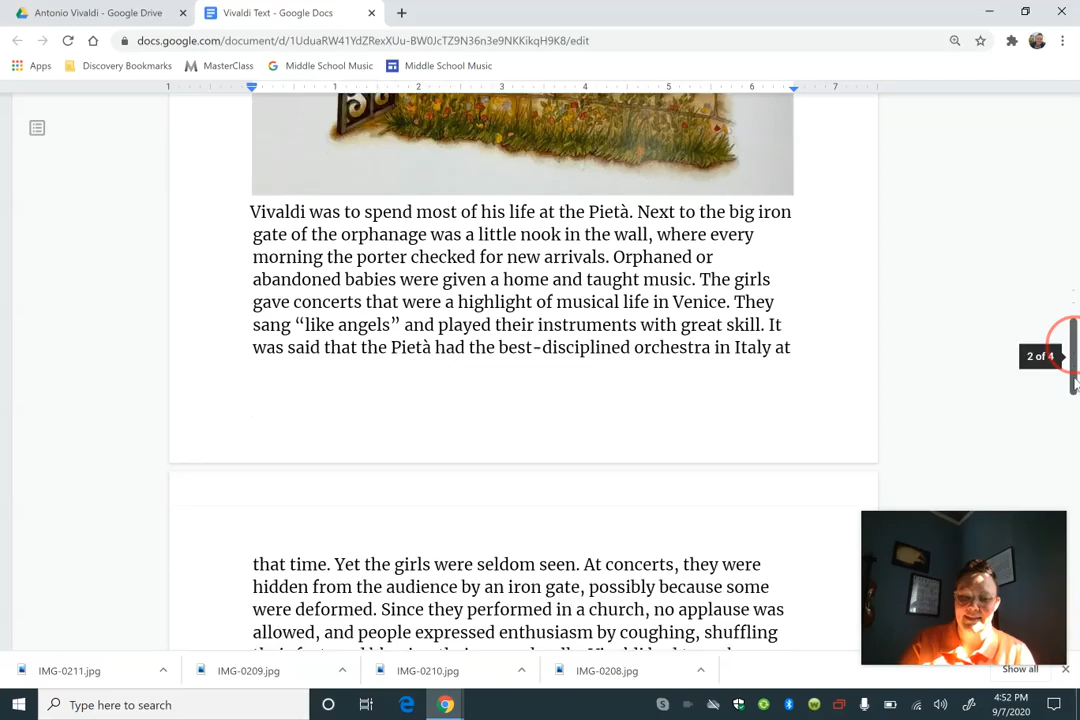 Antonio Vivaldi - Google Drive
Vivaldi Text - Google Docs
docs.google.com/document/d/1UduaRW41YdZRexXUu-BW0JcTZ9N36n3e9NKKikqH9K8/edit
Apps Discovery Bookmarks MasterClass Middle School Music Middle School Music
1 1 2 3 4 5 6 7
Vivaldi was to spend most of his life at the Pietà. Next to the big iron
gate of the orphanage was a little nook in the wall, where every
morning the porter checked for new arrivals. Orphaned or
abandoned babies were given a home and taught music. The girls
gave concerts that were a highlight of musical life in Venice. They
sang “like angels” and played their instruments with great skill. It
was said that the Pietà had the best-disciplined orchestra in Italy at
2 of 4
that time. Yet the girls were seldom seen. At concerts, they were
hidden from the audience by an iron gate, possibly because some
were deformed. Since they performed in a church, no applause was
allowed, and people expressed enthusiasm by coughing, shuffling
IMG-0211.jpg IMG-0209.jpg IMG-0210.jpg IMG-0208.jpg Show all
Type here to search
4:52 PM
9/7/2020